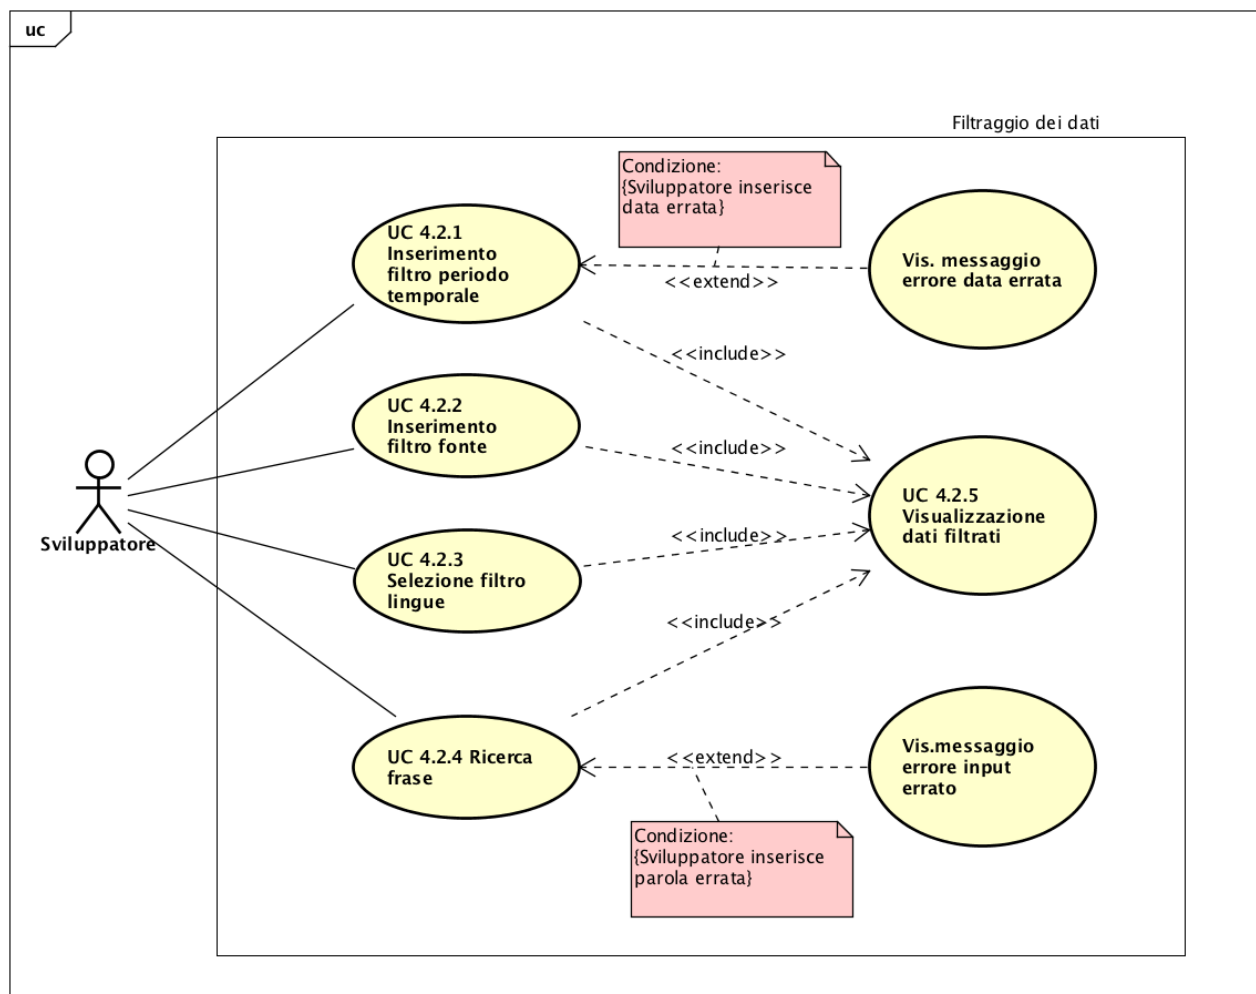 uc
Filtraggio dei dati
Condizione:
{Sviluppatore inserisce
data errata}
UC 4.2.1
Inserimento
filtro periodo
temporale
Vis. messaggio
errore data errata
<<extend>>
<<include>>
UC 4.2.2
Inserimento
filtro fonte
<<include>>
Sviluppatore
UC 4.2.5
Visualizzazione
dati filtrati
<<include>>
UC 4.2.3
Selezione filtro
lingue
<<include>>
UC 4.2.4 Ricerca
frase
<<extend>>
Vis.messaggio
errore input
errato
Condizione:
{Sviluppatore inserisce
parola errata}